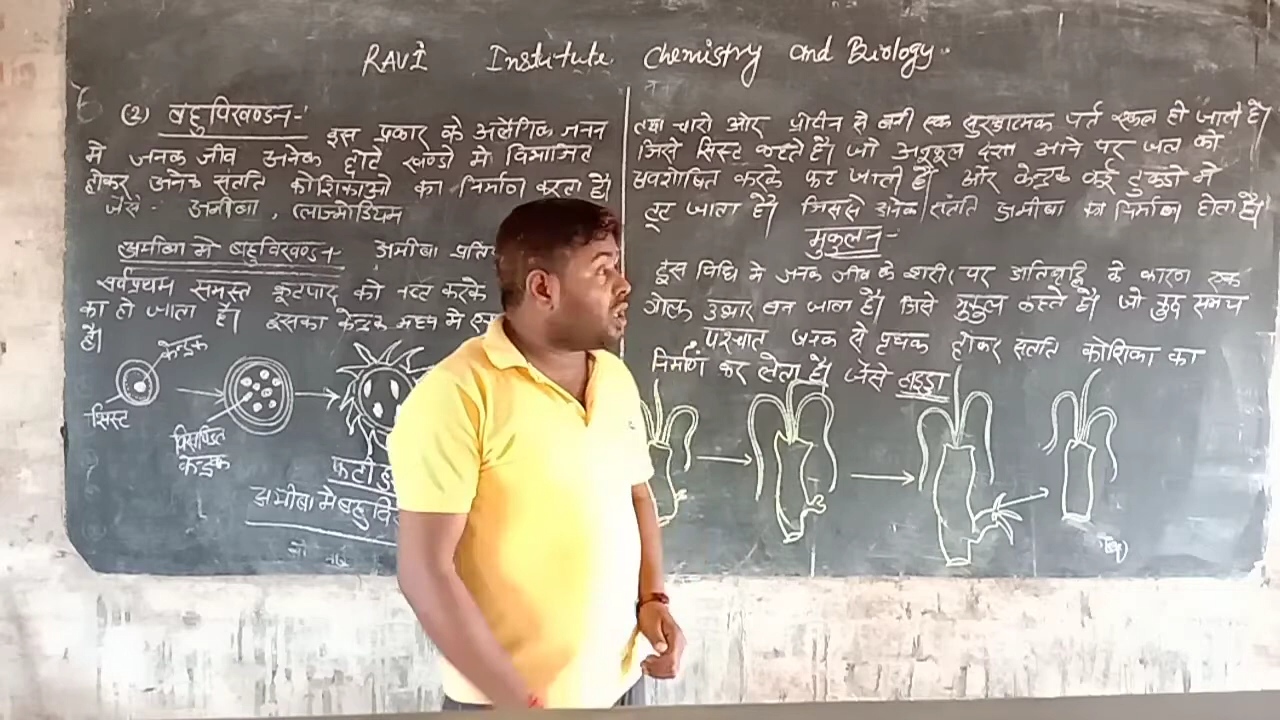 RAVI Institute Chemistry and Biology
(2) बहुविखण्डन-
इस प्रकार के अलैंगिक जनन
मे जनक जीव अनेक छोटे खण्डो मे विभाजित
होकर अनेक संतति कोशिकाओ का निर्माण करता है।
जैसे - अमीबा, प्लाज्मोडियम
अमीबा मे बहुविखण्डन-
अमीबा प्रति
सर्वप्रथम समस्त कूटपाद को नष्ट करके
का हो जाता है। इसका केन्द्रक मध्य मे
है।
केन्द्रक
सिस्ट
विखण्डित
केन्द्रक
फटी हु
अमीबा मे बहुवि
तथा चारो ओर प्रोटीन से बनी एक सुरक्षात्मक पर्त स्कल हो जाती है।
जिसे सिस्ट कहते है। जो अनुकूल दशा आने पर जल को
अवशोषित करके फट जाती है। और केन्द्रक कई टुकडो मे
टूट जाता है। जिससे अनेक संतति अमीबा का निर्माण होता है।
मुकुलन-
इस विधि मे जनक जीव के शरीर पर अतिवृद्धि के कारण एक
गोल उभार बन जाता है। जिसे मुकुल कहते है। जो कुछ समय
पश्चात जनक से पृथक होकर संतति कोशिका का
निर्माण कर लेता है। जैसे हाइड्रा